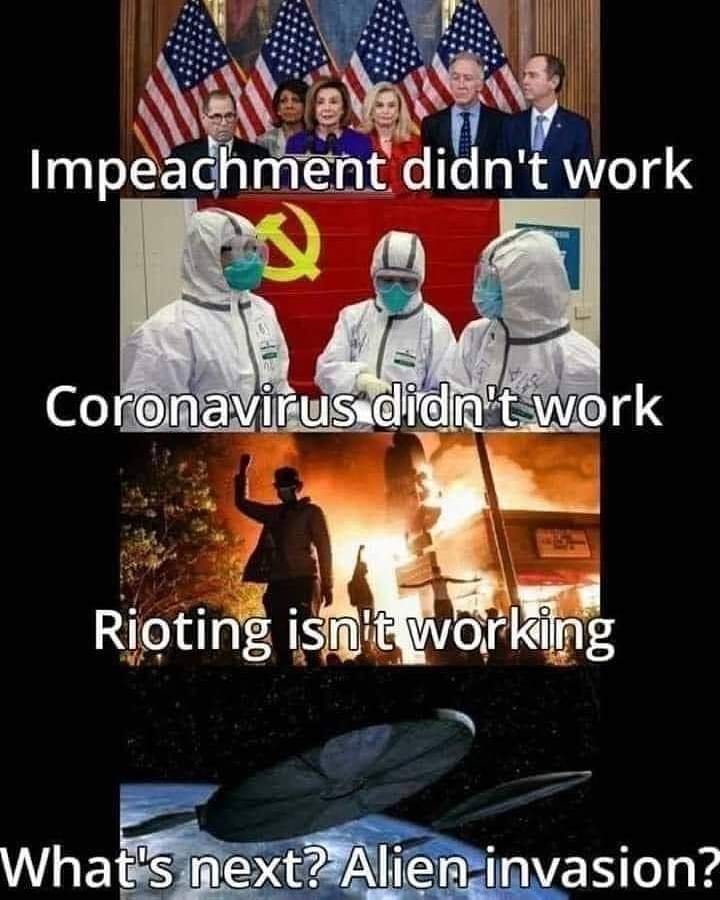 Impeachment didn't work
Coronavirus didn't work
Rioting isn't working
What's next? Alien invasion?